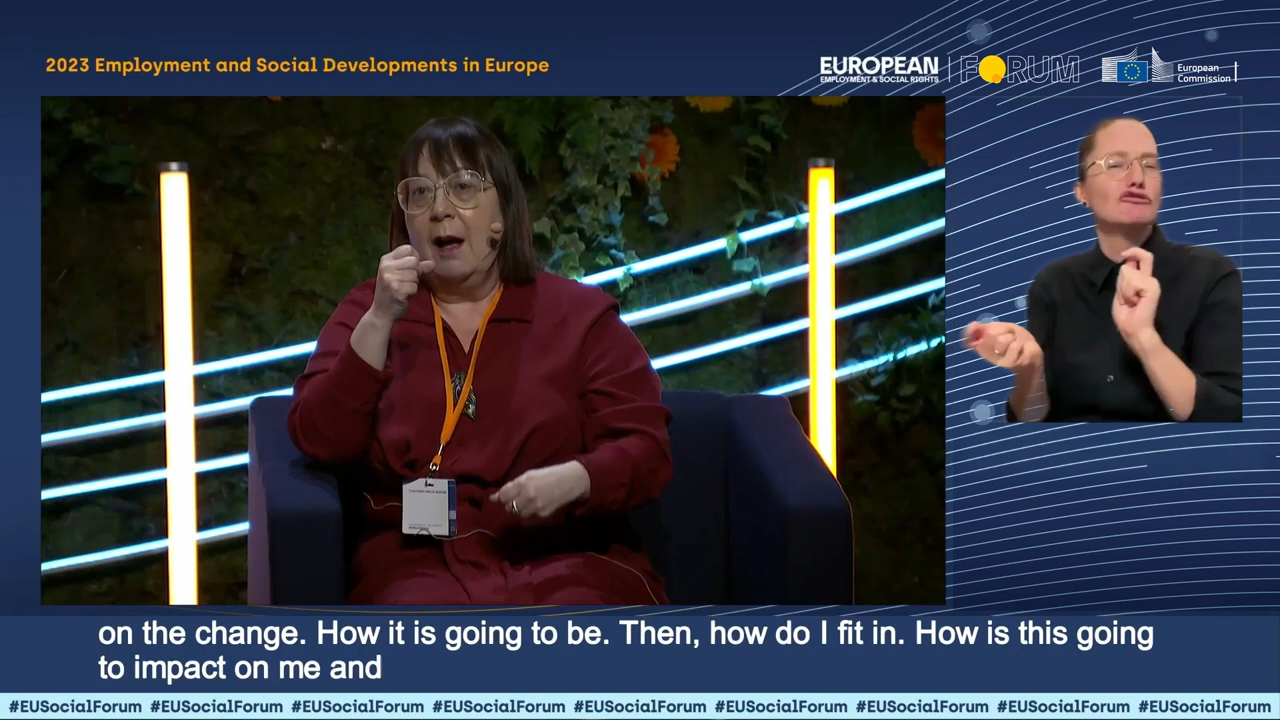 2023 Employment and Social Developments in Europe
EUROPEAN
EMPLOYMENT & SOCIAL RIGHTS
FORUM
European
Commission
on the change. How it is going to be. Then, how do I fit in. How is this going
to impact on me and
#EUSocialForum #EUSocialForum #EUSocialForum #EUSocialForum #EUSocialForum #EUSocialForum #EUSocialForum #EUSocialForum #EUSocialForum